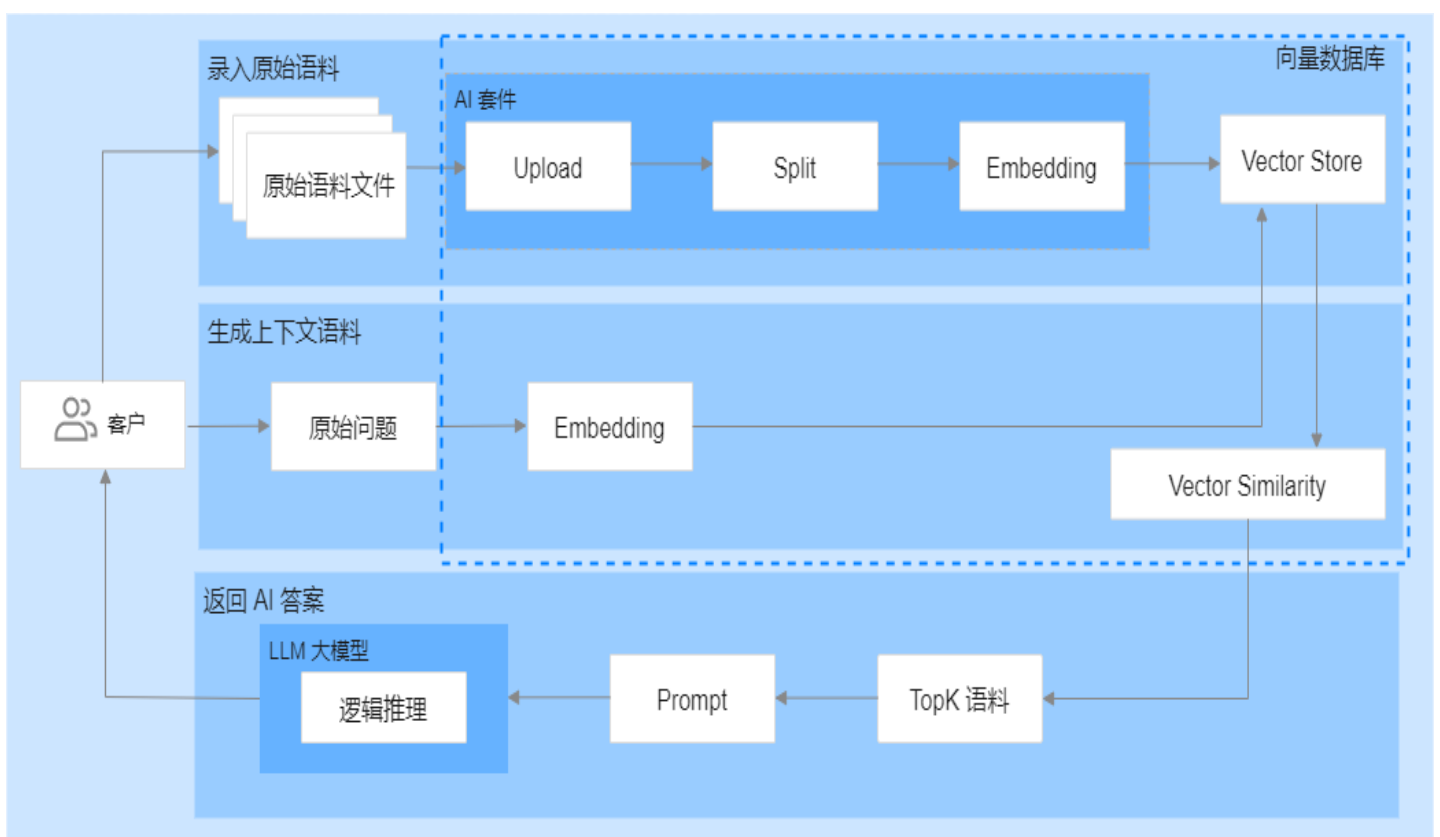 录入原始语料
向量数据库
AI 套件
原始语料文件
Upload
Split
Embedding
Vector Store
生成上下文语料
客户
原始问题
Embedding
Vector Similarity
返回 AI 答案
LLM 大模型
逻辑推理
Prompt
TopK 语料